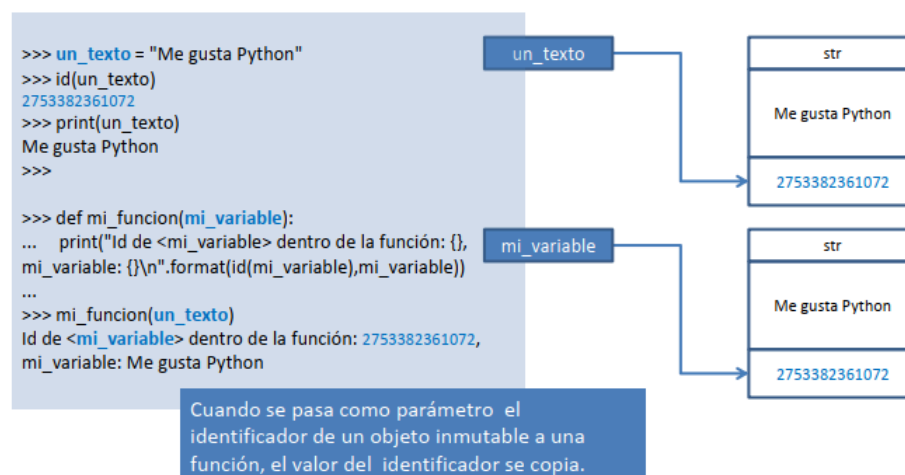 >>> un_texto = "Me gusta Python"
>>> id(un_texto)
2753382361072
>>> print(un_texto)
Me gusta Python
>>>
>>> def mi_funcion(mi_variable):
...    print("Id de <mi_variable> dentro de la función: {},
mi_variable: {}\n".format(id(mi_variable),mi_variable))
...
>>> mi_funcion(un_texto)
Id de <mi_variable> dentro de la función: 2753382361072,
mi_variable: Me gusta Python
un_texto
str
Me gusta Python
2753382361072
mi_variable
str
Me gusta Python
2753382361072
Cuando se pasa como parámetro el
identificador de un objeto inmutable a una
función, el valor del identificador se copia.